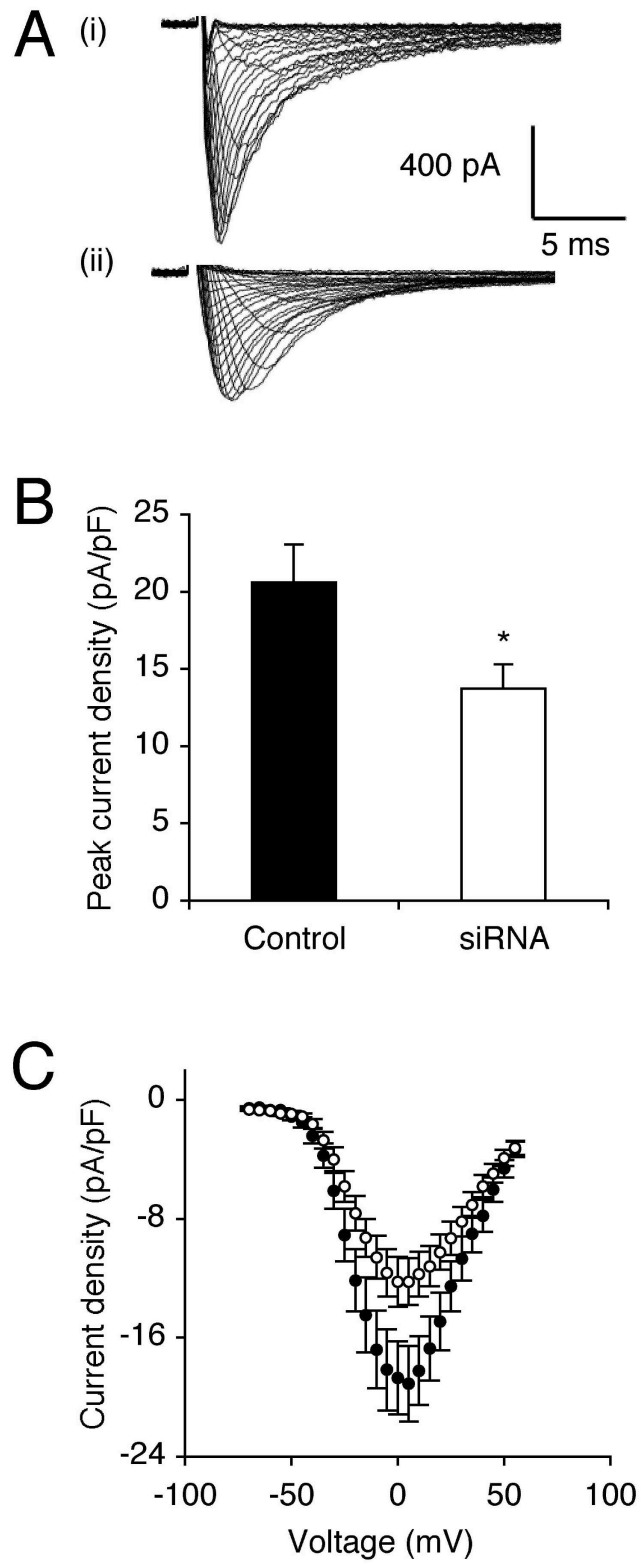 A
(i)
400 pA
5 ms
(ii)
B
Peak current density (pA/pF)
25
20
15
10
5
0
*
Control
siRNA
C
Current density (pA/pF)
0
-8
-16
-24
-100
-50
0
50
100
Voltage (mV)